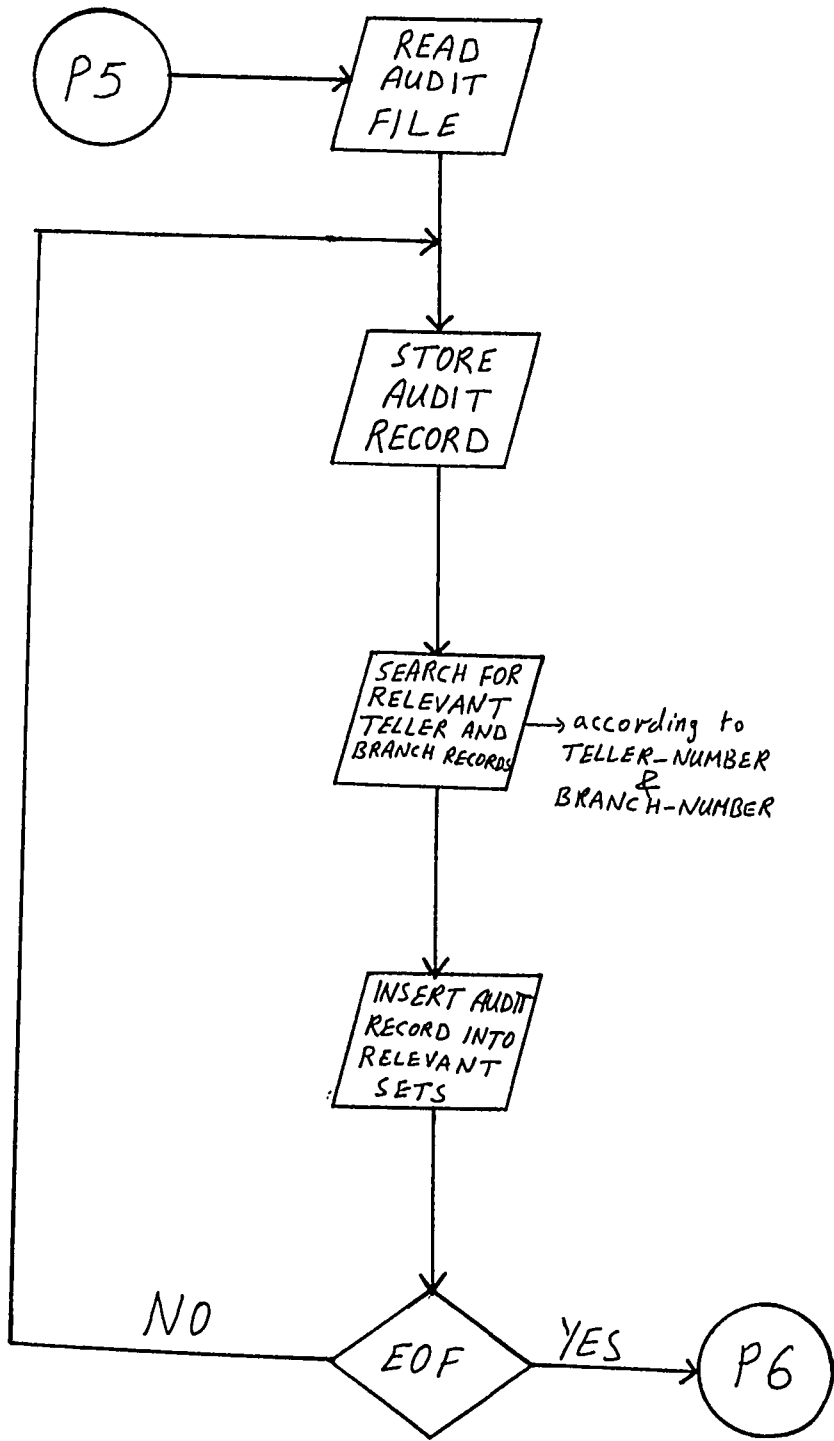 P5
READ
AUDIT
FILE
STORE
AUDIT
RECORD
SEARCH FOR
RELEVANT
TELLER AND
BRANCH RECORDS
according to
TELLER-NUMBER
&
BRANCH-NUMBER
INSERT AUDIT
RECORD INTO
RELEVANT
SETS
NO
EOF
YES
P6